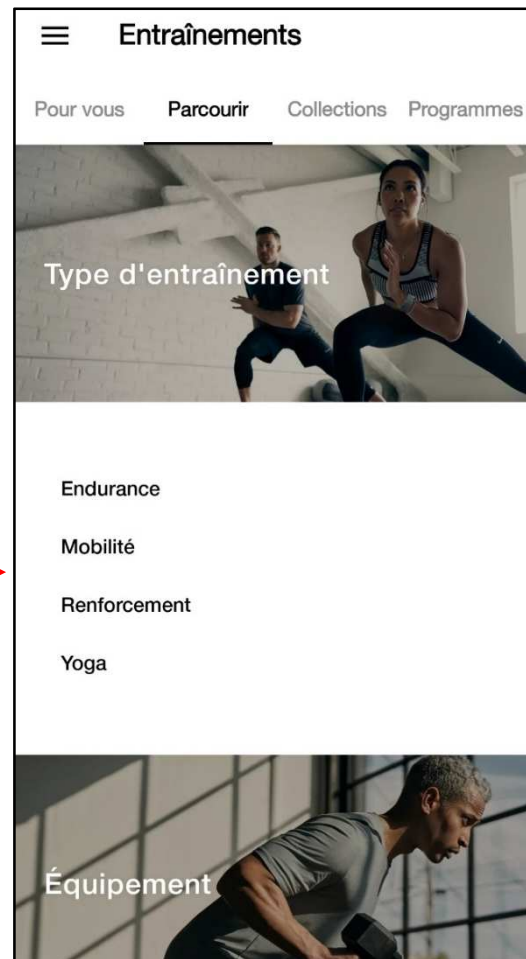 Entraînements
Pour vous Parcourir Collections Programmes
Type d'entraînement
Endurance
Mobilité
Renforcement
Yoga
Équipement